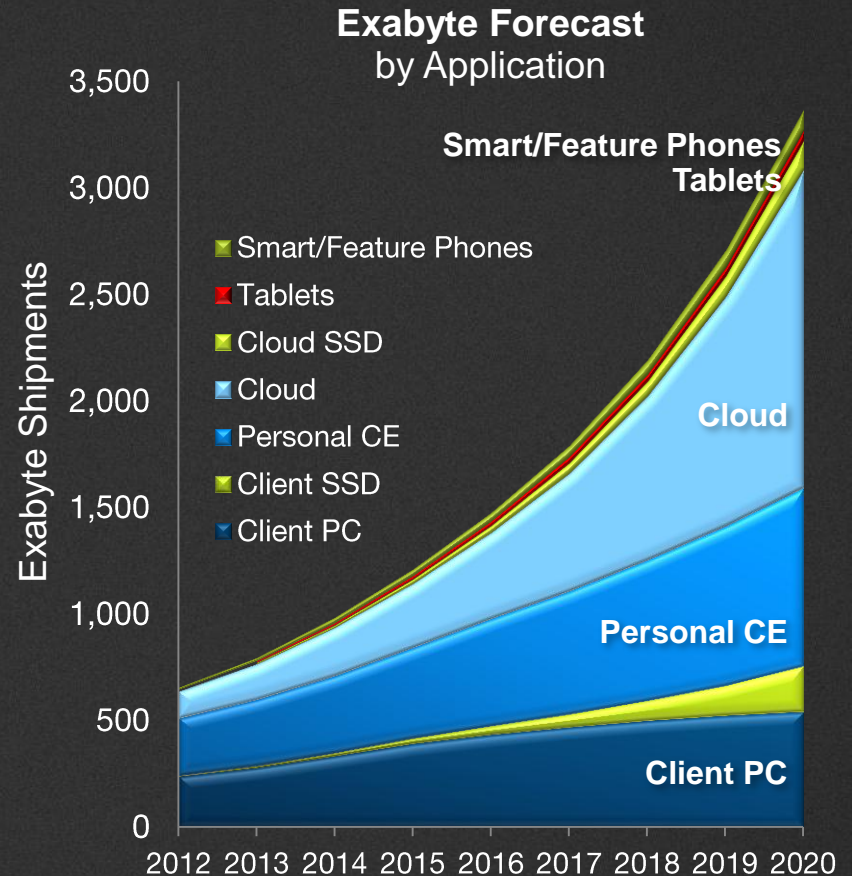 Exabyte Forecast
by Application
Exabyte Shipments
3,500
3,000
2,500
2,000
1,500
1,000
500
0
Smart/Feature Phones
Tablets
Smart/Feature Phones
Tablets
Cloud SSD
Cloud
Personal CE
Client SSD
Client PC
Cloud
Personal CE
Client PC
2012 2013 2014 2015 2016 2017 2018 2019 2020